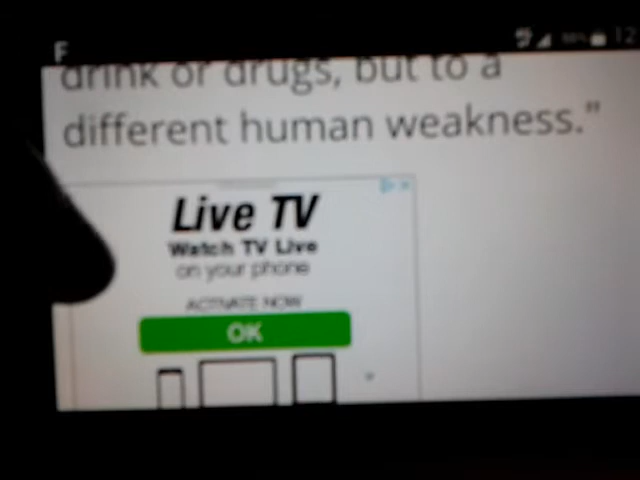 F
12
drink or drugs, but to a
different human weakness."
Live TV
Watch TV Live
on your phone
ACTIVATE NOW
OK